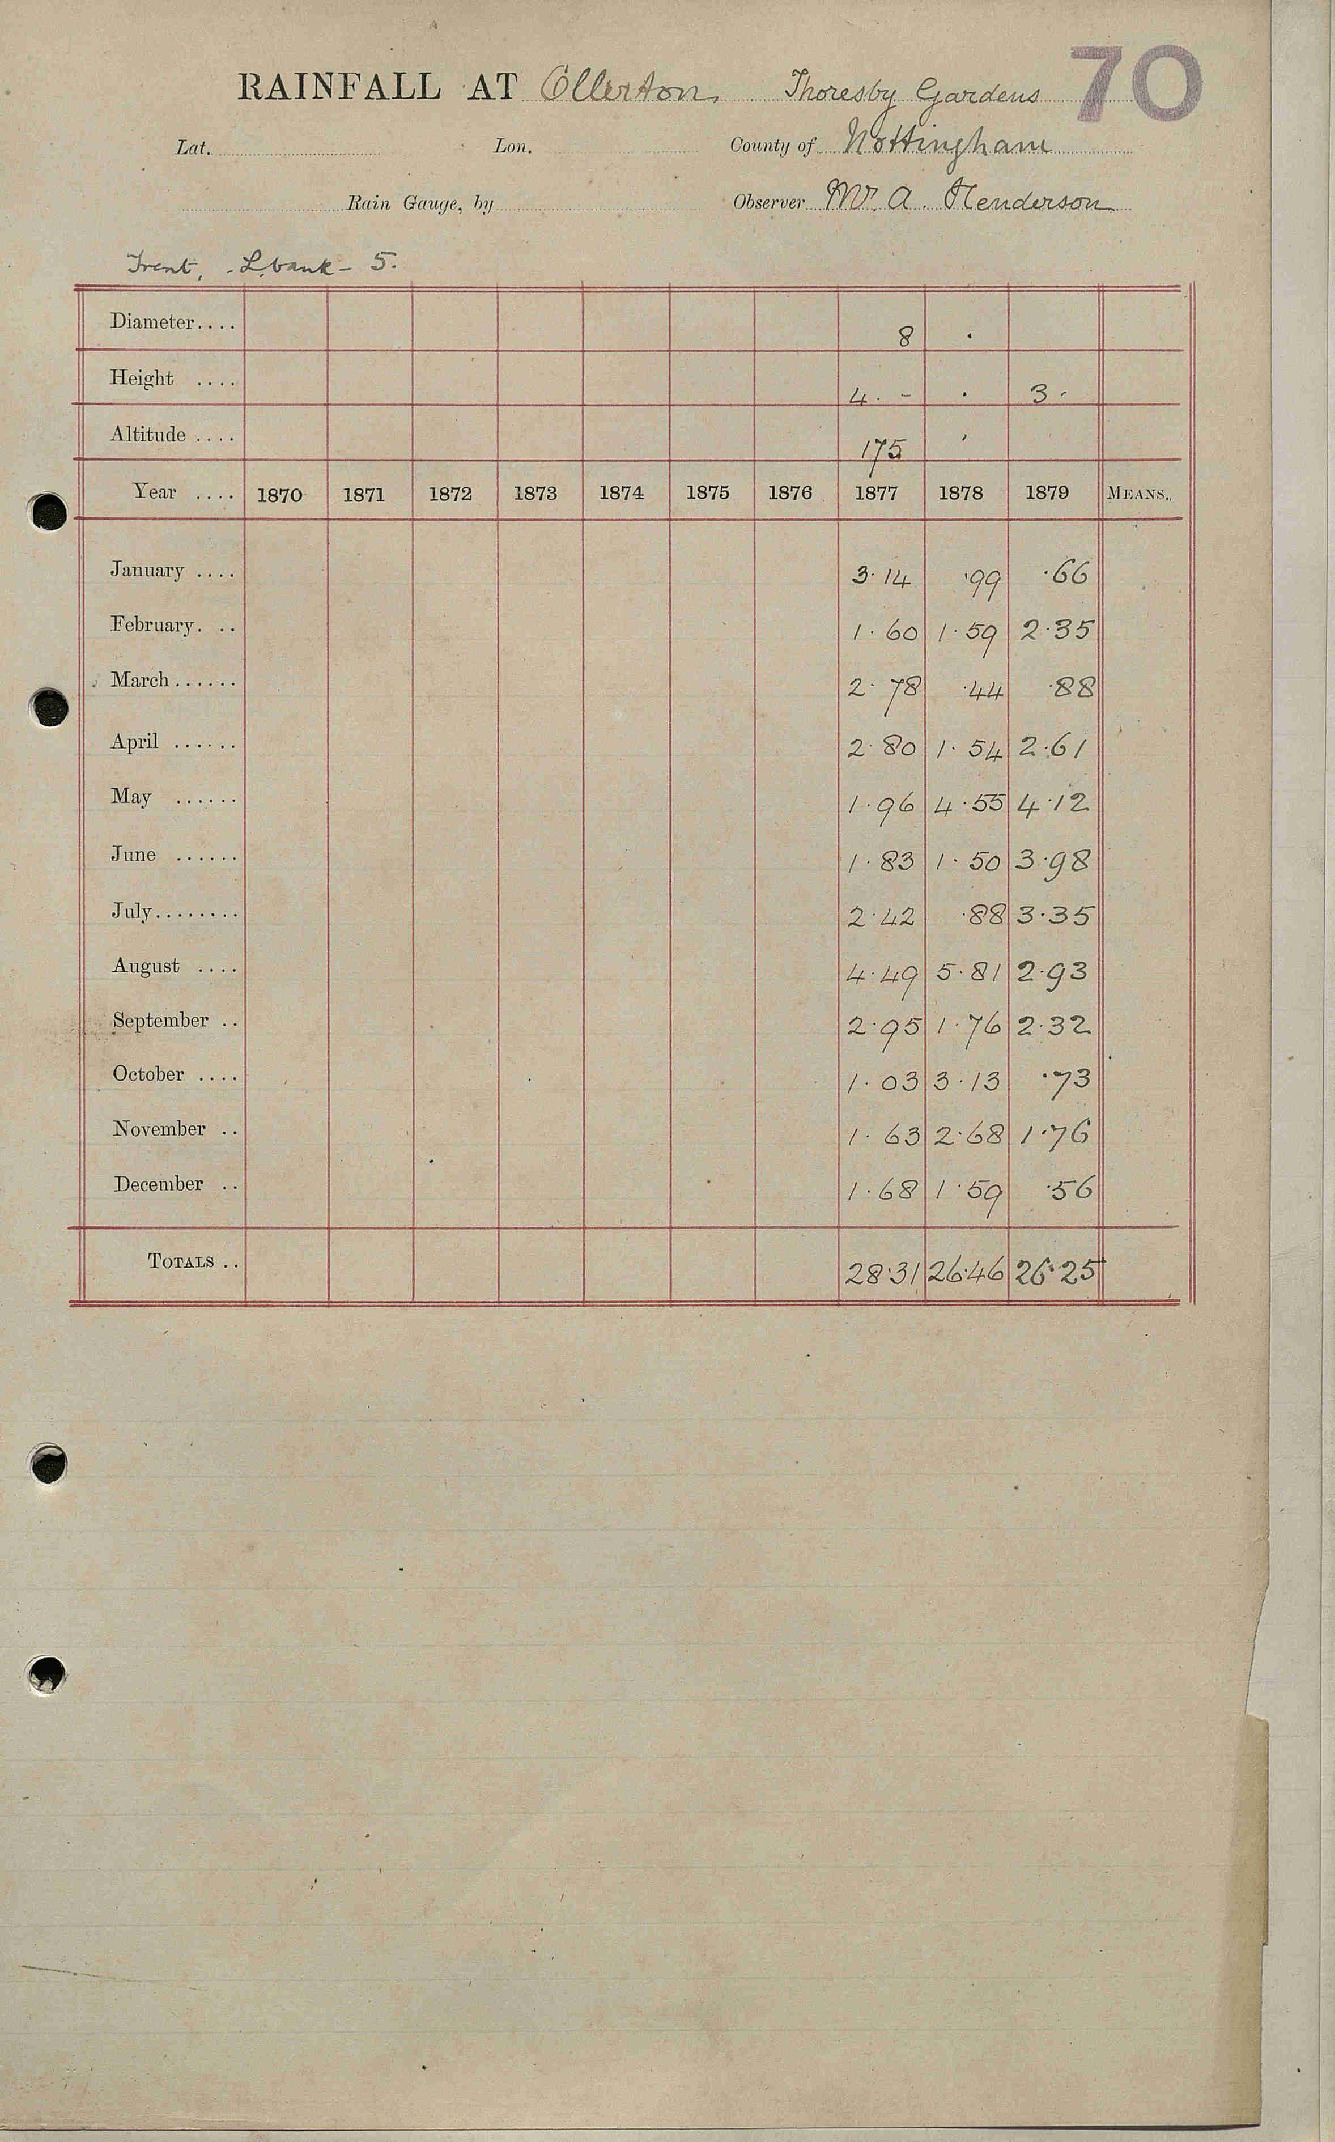 70
RAINFALL AT Ollerton, Thoresby Gardens
Lat. Lon. County of Nottingham
Rain Gauge, by Observer Mr. A. Henderson
Trent, - L. bank - 5.
Diameter.... 8 .
Height .... 4. - . 3 -
Altitude .... 175 '
Year .... 1870 1871 1872 1873 1874 1875 1876 1877 1878 1879 MEANS.
January .... 3.14 .99 .66
February. .. 1.60 1.59 2.35
March...... 2.78 .44 .88
April ...... 2.80 1.54 2.61
May ...... 1.96 4.55 4.12
June ...... 1.83 1.50 3.98
July........ 2.42 .88 3.35
August .... 4.49 5.81 2.93
September .. 2.95 1.76 2.32
October .... 1.03 3.13 .73
November .. 1.63 2.68 1.76
December .. 1.68 1.59 .56
TOTALS .. 28.31 26.46 26.25